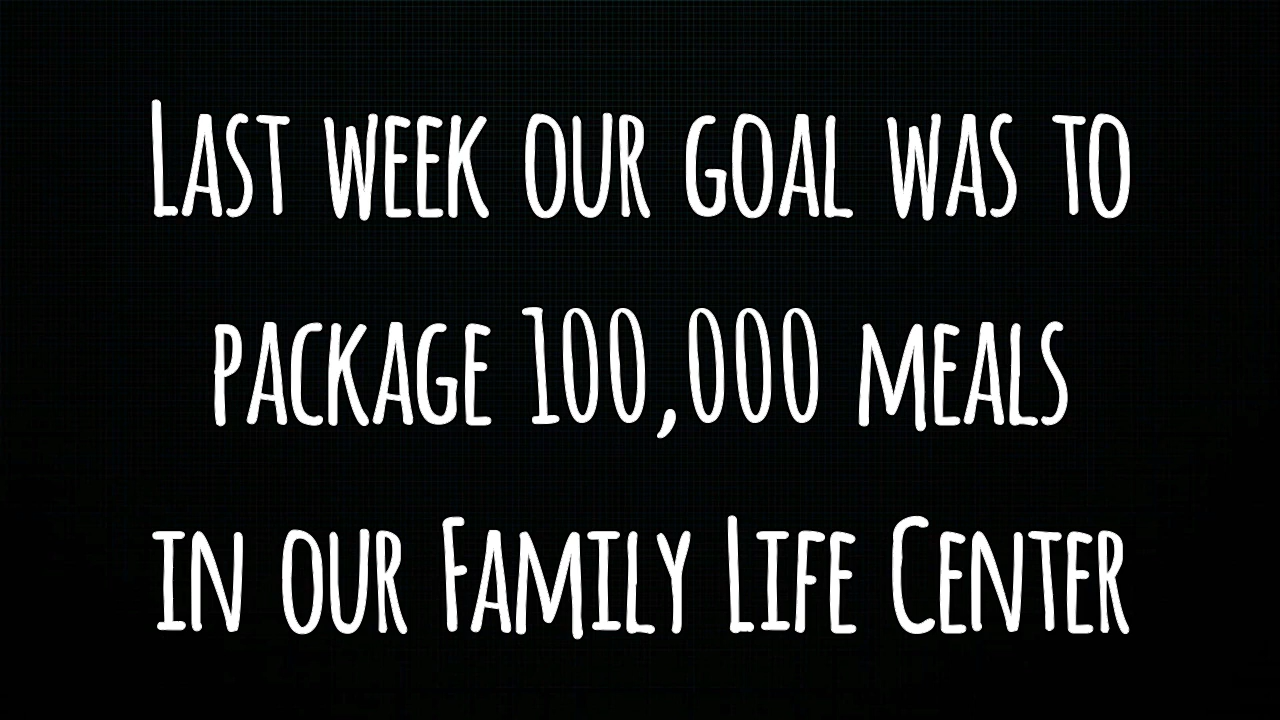 Last week our goal was to
package 100,000 meals
in our Family Life Center